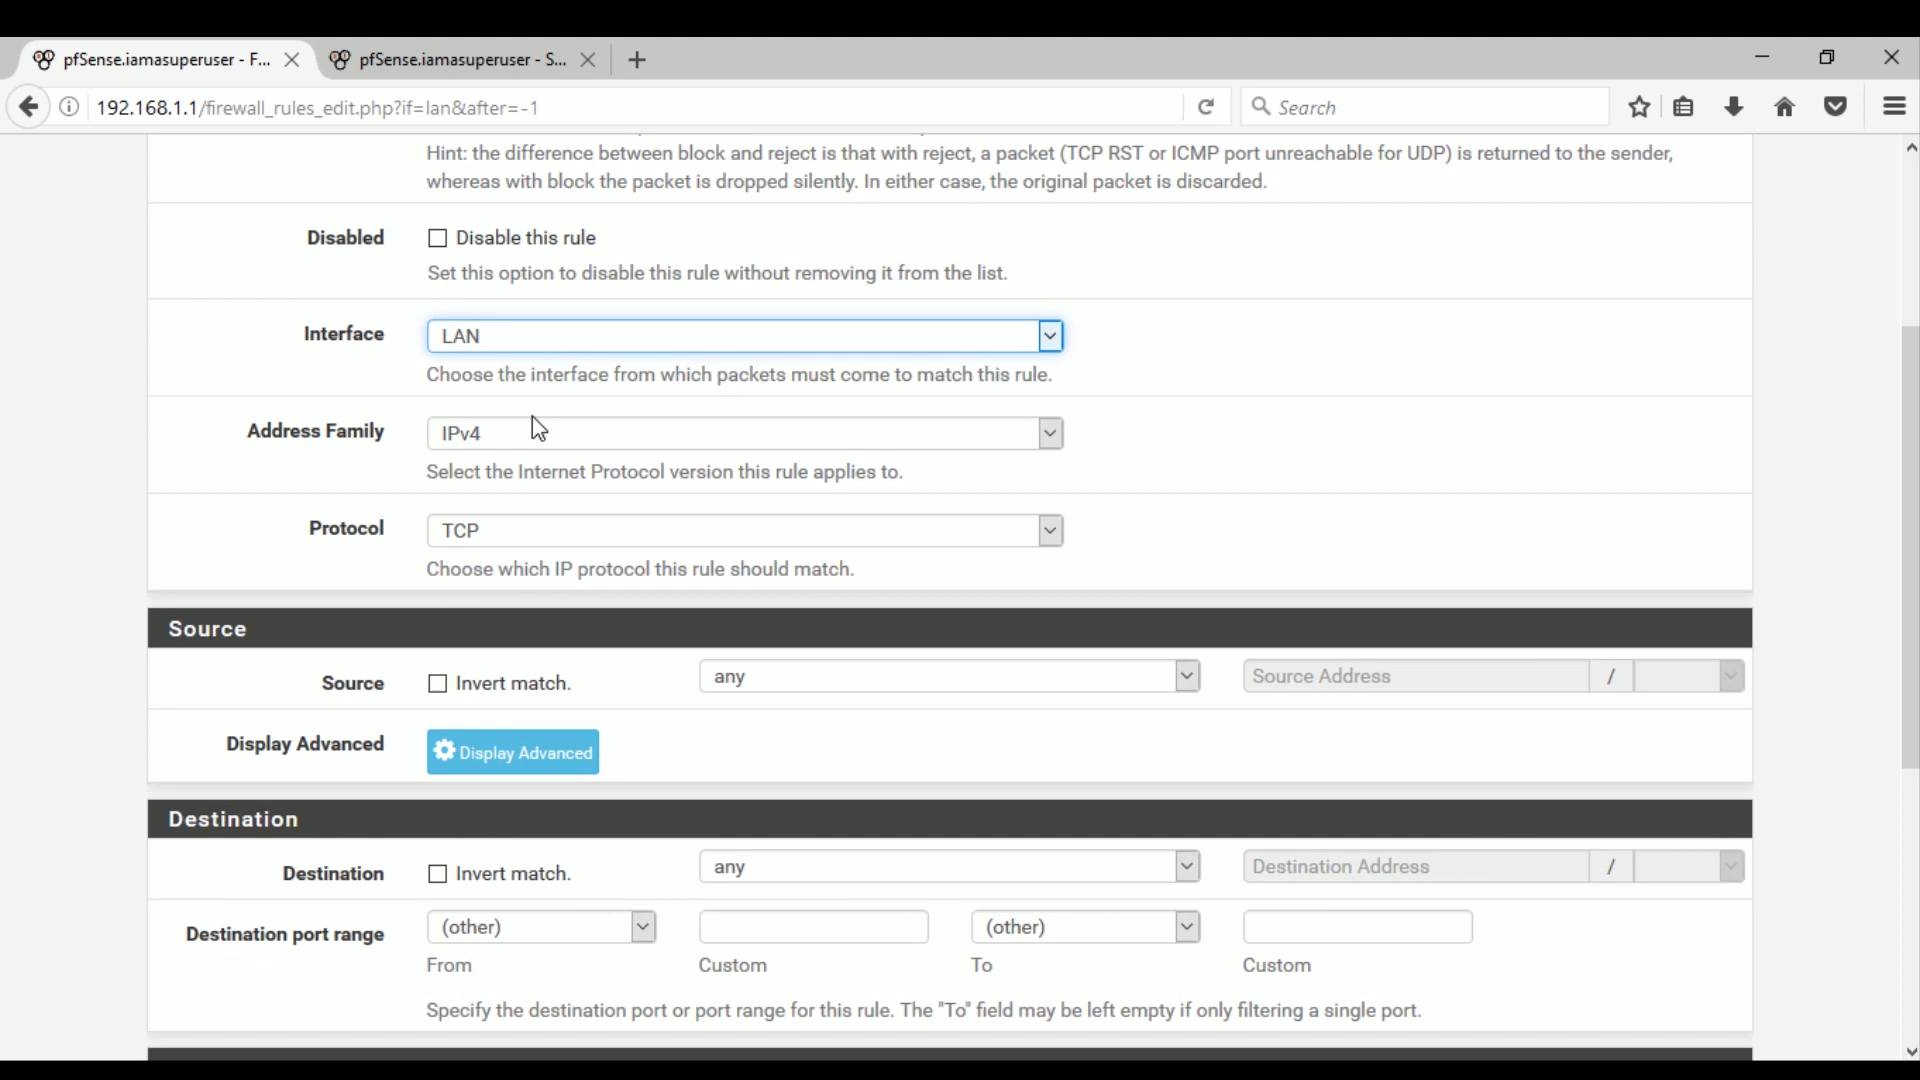 pfSense.iamasuperuser - F...
pfSense.iamasuperuser - S...
192.168.1.1/firewall_rules_edit.php?if=lan&after=-1
Search
Hint: the difference between block and reject is that with reject, a packet (TCP RST or ICMP port unreachable for UDP) is returned to the sender,
whereas with block the packet is dropped silently. In either case, the original packet is discarded.
Disabled
Disable this rule
Set this option to disable this rule without removing it from the list.
Interface
LAN
Choose the interface from which packets must come to match this rule.
Address Family
IPv4
Select the Internet Protocol version this rule applies to.
Protocol
TCP
Choose which IP protocol this rule should match.
Source
Source
Invert match.
any
Source Address
/
Display Advanced
Display Advanced
Destination
Destination
Invert match.
any
Destination Address
/
Destination port range
(other)
(other)
From
Custom
To
Custom
Specify the destination port or port range for this rule. The "To" field may be left empty if only filtering a single port.